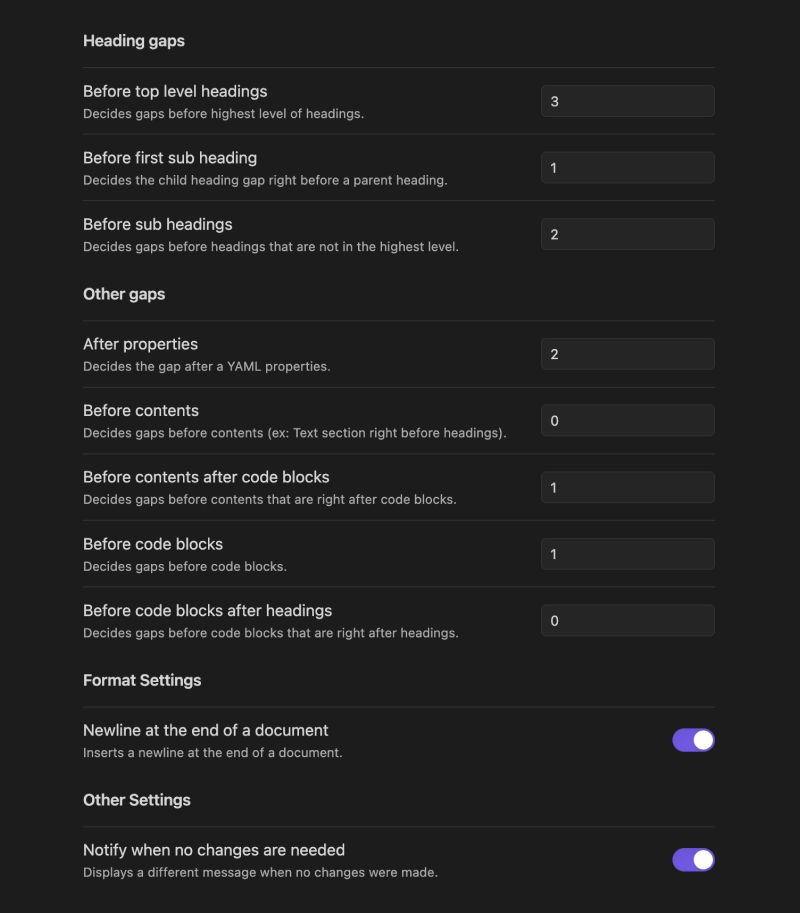 Heading gaps
Before top level headings
Decides gaps before highest level of headings.
3
Before first sub heading
Decides the child heading gap right before a parent heading.
1
Before sub headings
Decides gaps before headings that are not in the highest level.
2
Other gaps
After properties
Decides the gap after a YAML properties.
2
Before contents
Decides gaps before contents (ex: Text section right before headings).
0
Before contents after code blocks
Decides gaps before contents that are right after code blocks.
1
Before code blocks
Decides gaps before code blocks.
1
Before code blocks after headings
Decides gaps before code blocks that are right after headings.
0
Format Settings
Newline at the end of a document
Inserts a newline at the end of a document.
Other Settings
Notify when no changes are needed
Displays a different message when no changes were made.